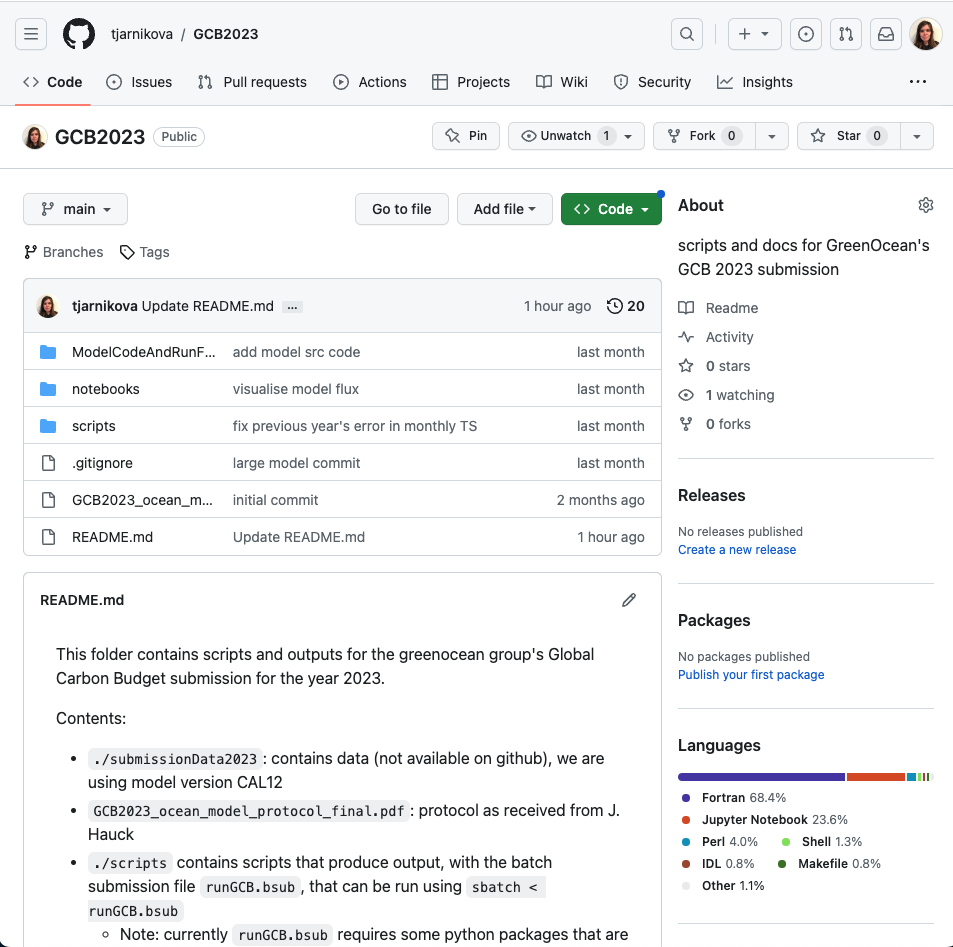 tjarnikova / GCB2023
Code Issues Pull requests Actions Projects Wiki Security Insights ...
GCB2023 Public Pin Unwatch 1 Fork 0 Star 0
main Go to file Add file Code
Branches Tags
tjarnikova Update README.md ... 1 hour ago 20
ModelCodeAndRunF... add model src code last month
notebooks visualise model flux last month
scripts fix previous year's error in monthly TS last month
.gitignore large model commit last month
GCB2023_ocean_m... initial commit 2 months ago
README.md Update README.md 1 hour ago
README.md
This folder contains scripts and outputs for the greenocean group's Global
Carbon Budget submission for the year 2023.
Contents:
• ./submissionData2023 : contains data (not available on github), we are
using model version CAL12
• GCB2023_ocean_model_protocol_final.pdf : protocol as received from J.
Hauck
• ./scripts contains scripts that produce output, with the batch
submission file runGCB.bsub , that can be run using sbatch <
runGCB.bsub
◦ Note: currently runGCB.bsub requires some python packages that are
About
scripts and docs for GreenOcean's
GCB 2023 submission
Readme
Activity
0 stars
1 watching
0 forks
Releases
No releases published
Create a new release
Packages
No packages published
Publish your first package
Languages
Fortran 68.4%
Jupyter Notebook 23.6%
Perl 4.0% Shell 1.3%
IDL 0.8% Makefile 0.8%
Other 1.1%